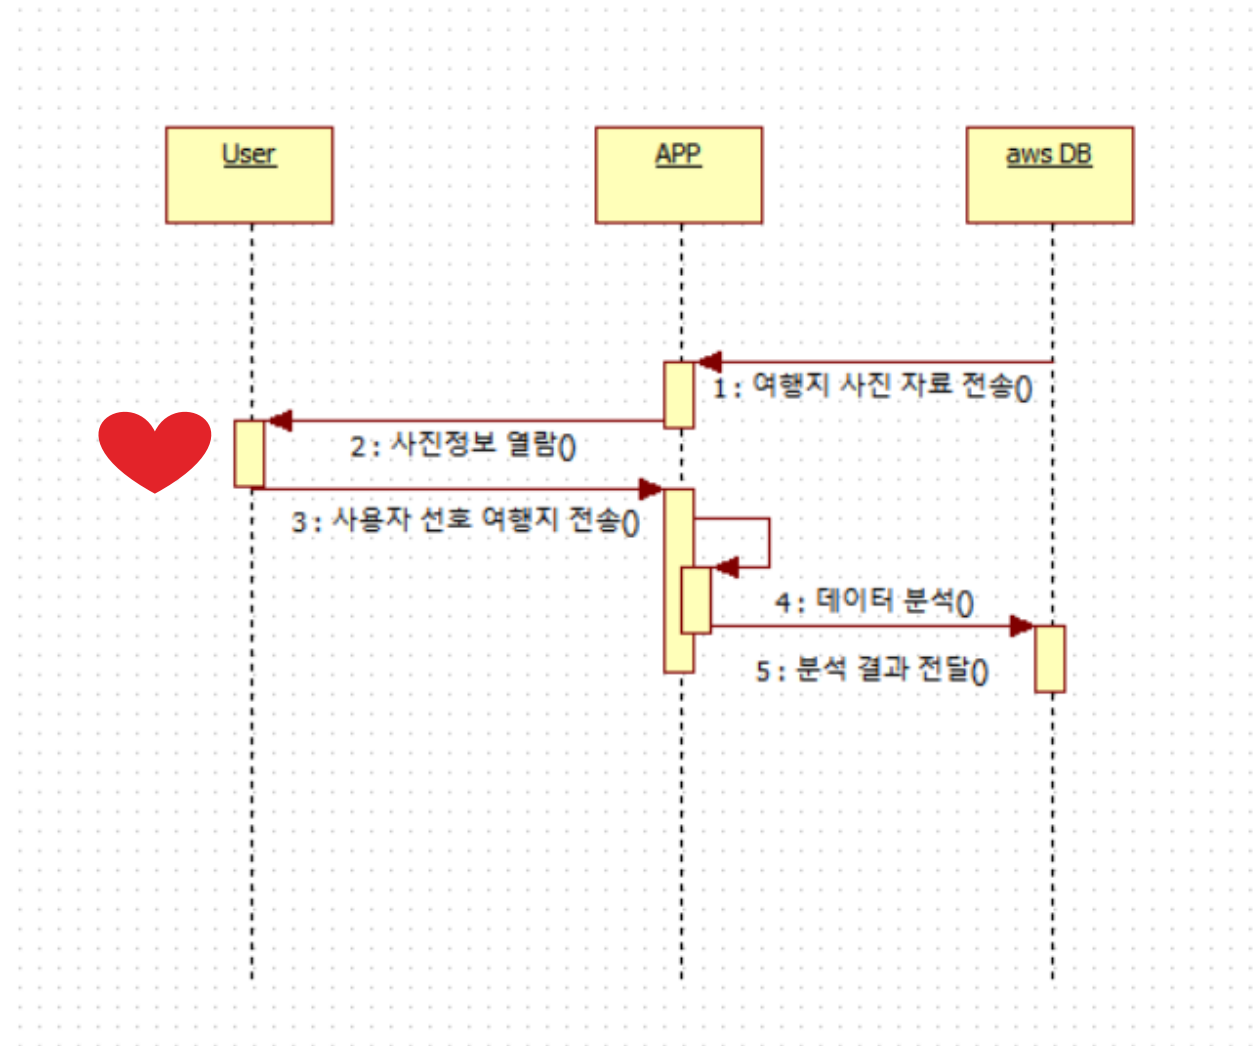 User
APP
aws DB
1 : 여행지 사진 자료 전송()
2 : 사진정보 열람()
3 : 사용자 선호 여행지 전송()
4 : 데이터 분석()
5 : 분석 결과 전달()